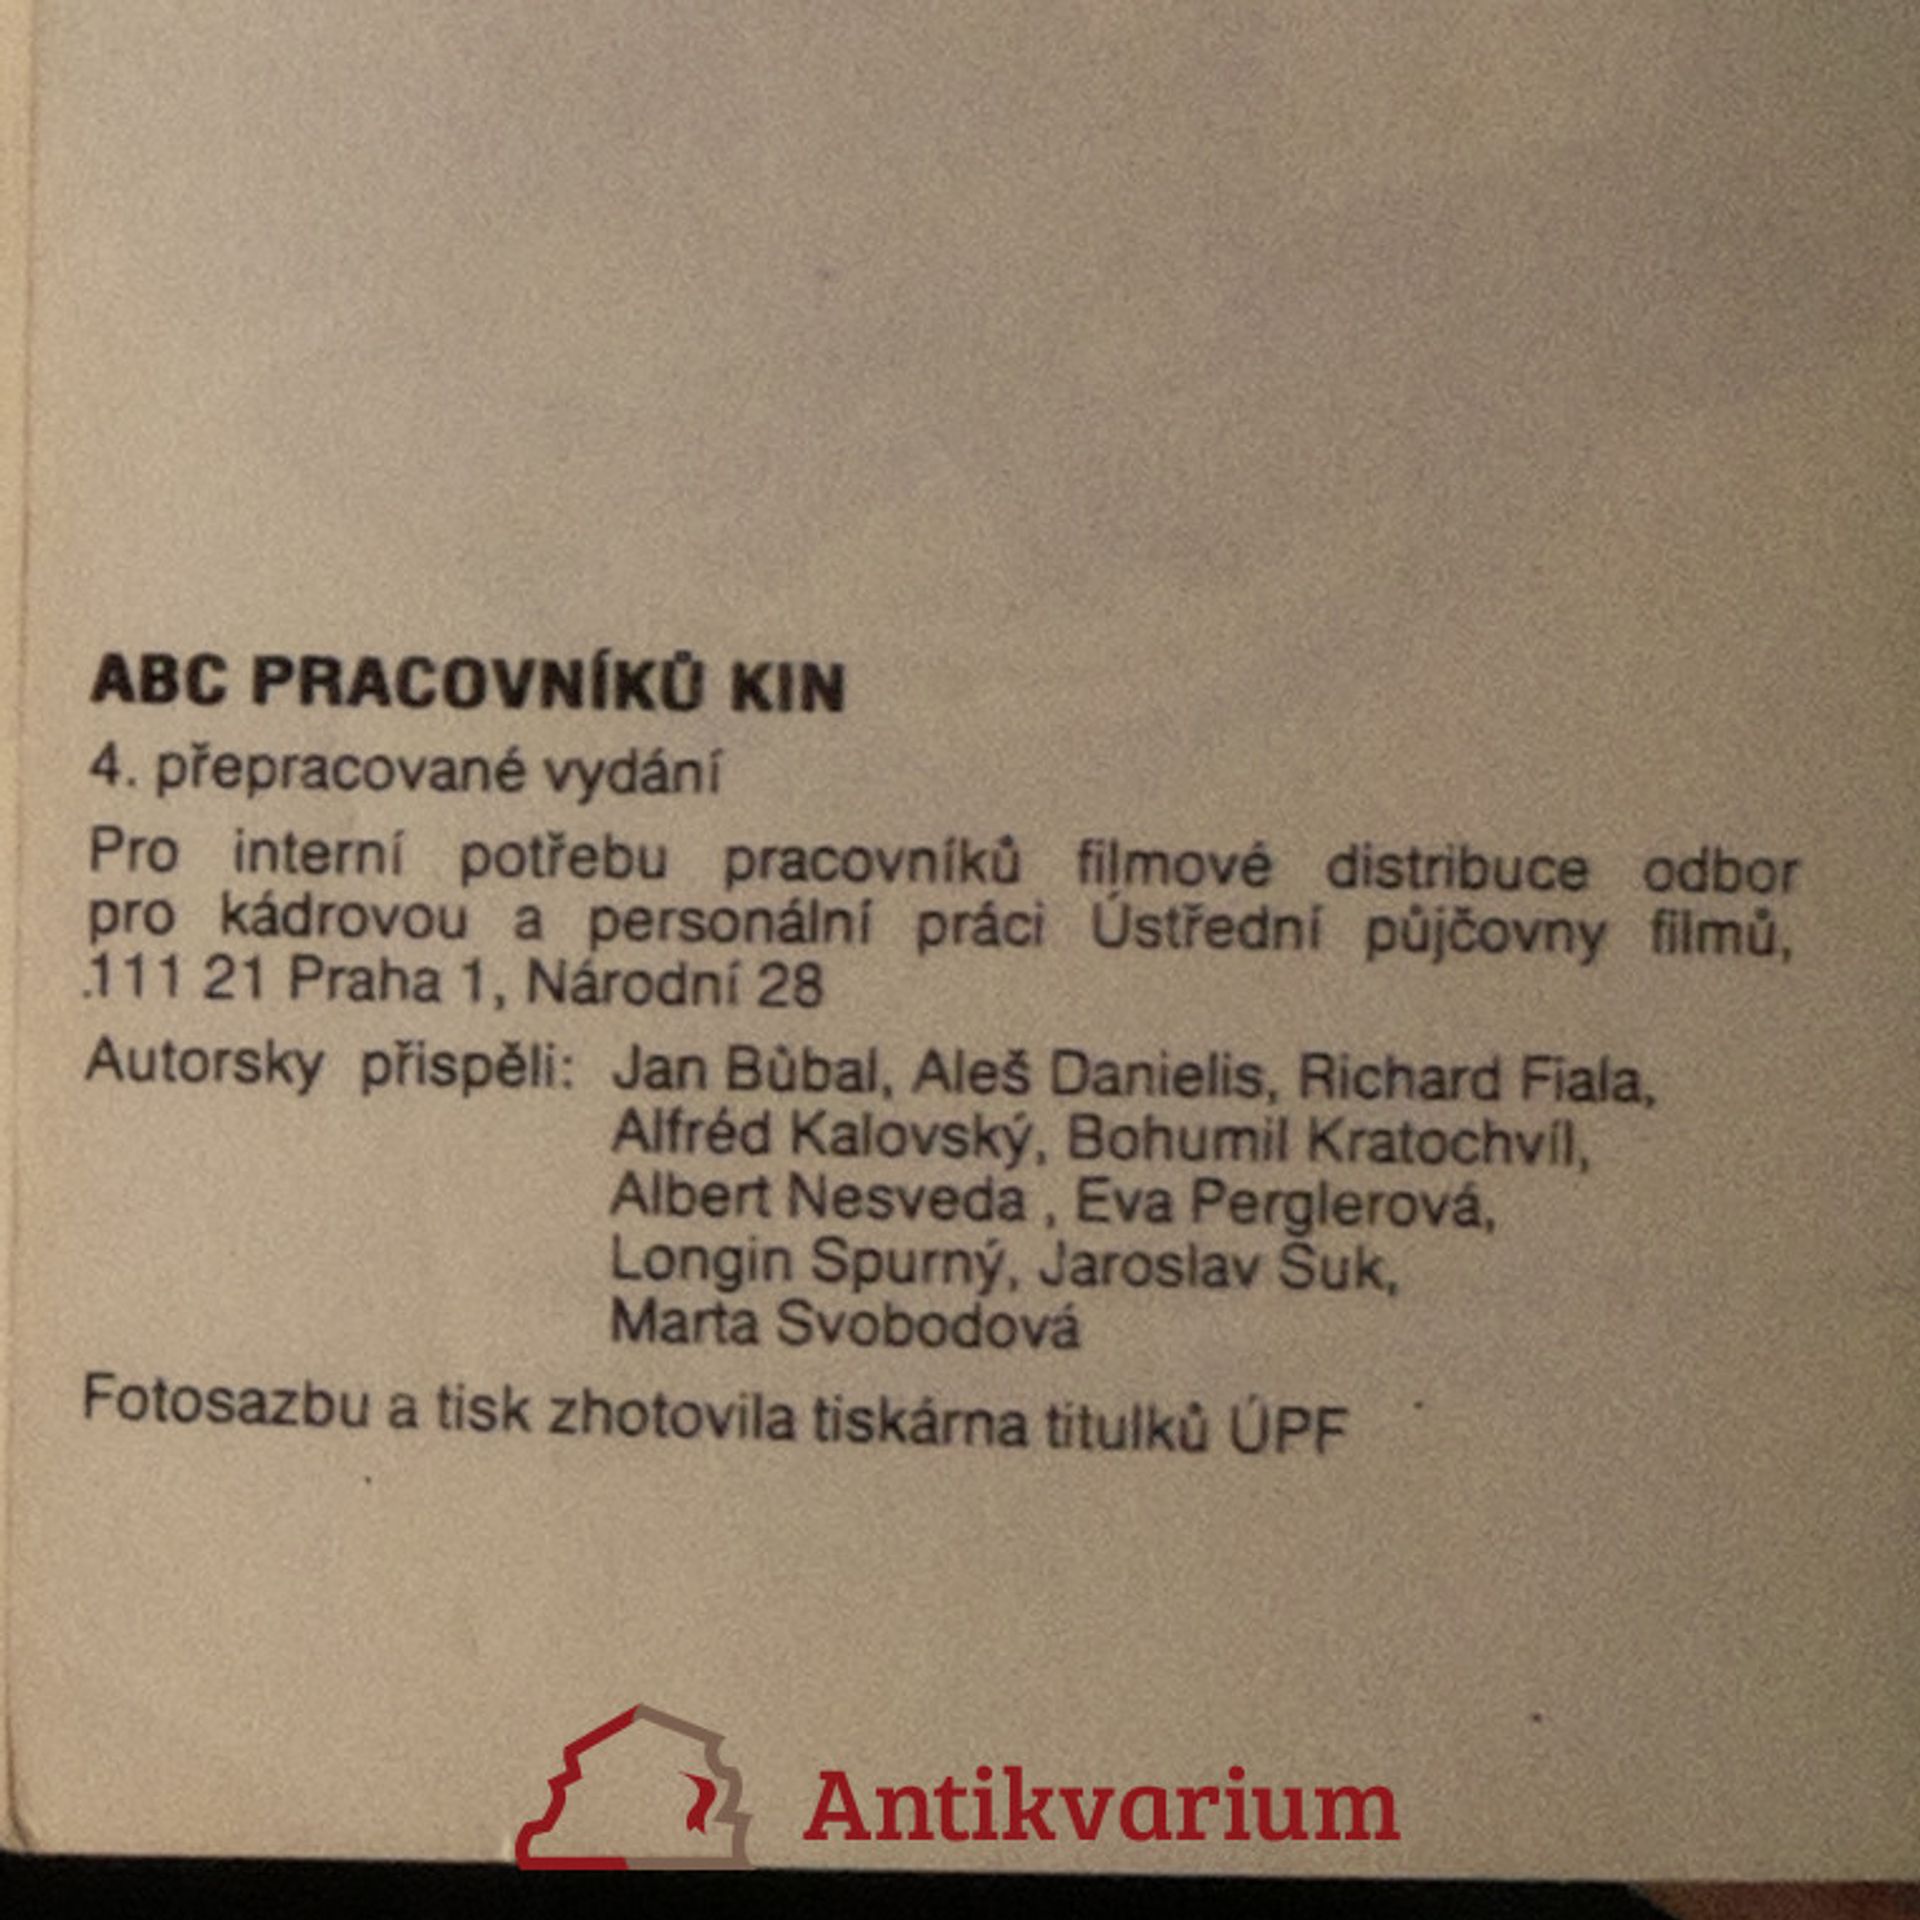 ABC PRACOVNÍKŮ KIN
4. přepracované vydání
Pro interní potřebu pracovníků filmové distribuce odbor
pro kádrovou a personální práci Ústřední půjčovny filmů,
111 21 Praha 1, Národní 28
Autorsky přispěli: Jan Bůbal, Aleš Danielis, Richard Fiala,
Alfréd Kalovský, Bohumil Kratochvíl,
Albert Nesveda , Eva Perglerová,
Longin Spurný, Jaroslav Šuk,
Marta Svobodová
Fotosazbu a tisk zhotovila tiskárna titulků ÚPF
Antikvarium